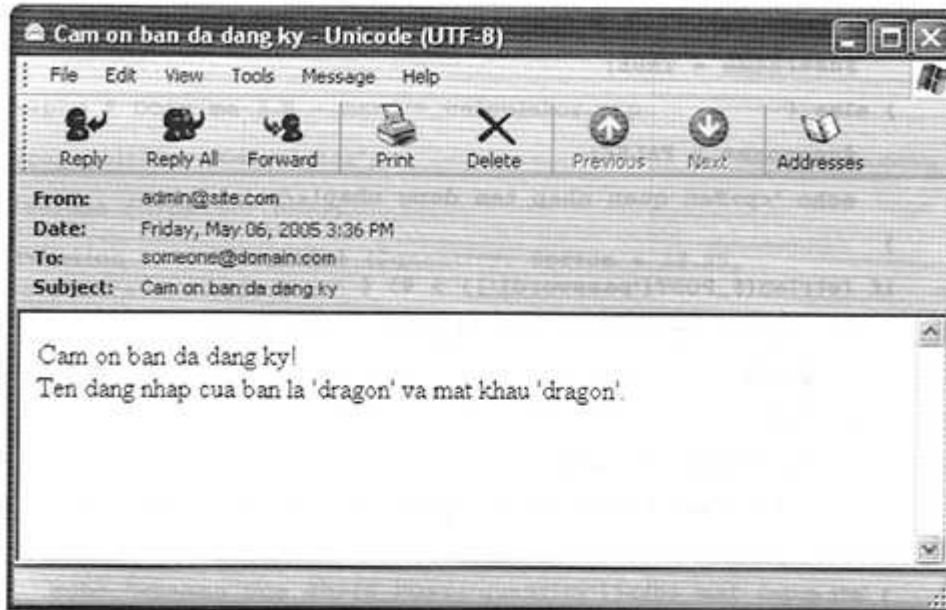 Cam on ban da dang ky - Unicode (UTF-8)
File Edit View Tools Message Help
Reply Reply All Forward Print Delete Previous Next Addresses
From: admin@site.com
Date: Friday, May 06, 2005 3:36 PM
To: someone@domain.com
Subject: Cam on ban da dang ky
Cam on ban da dang ky!
Ten dang nhap cua ban la 'dragon' va mat khau 'dragon'.